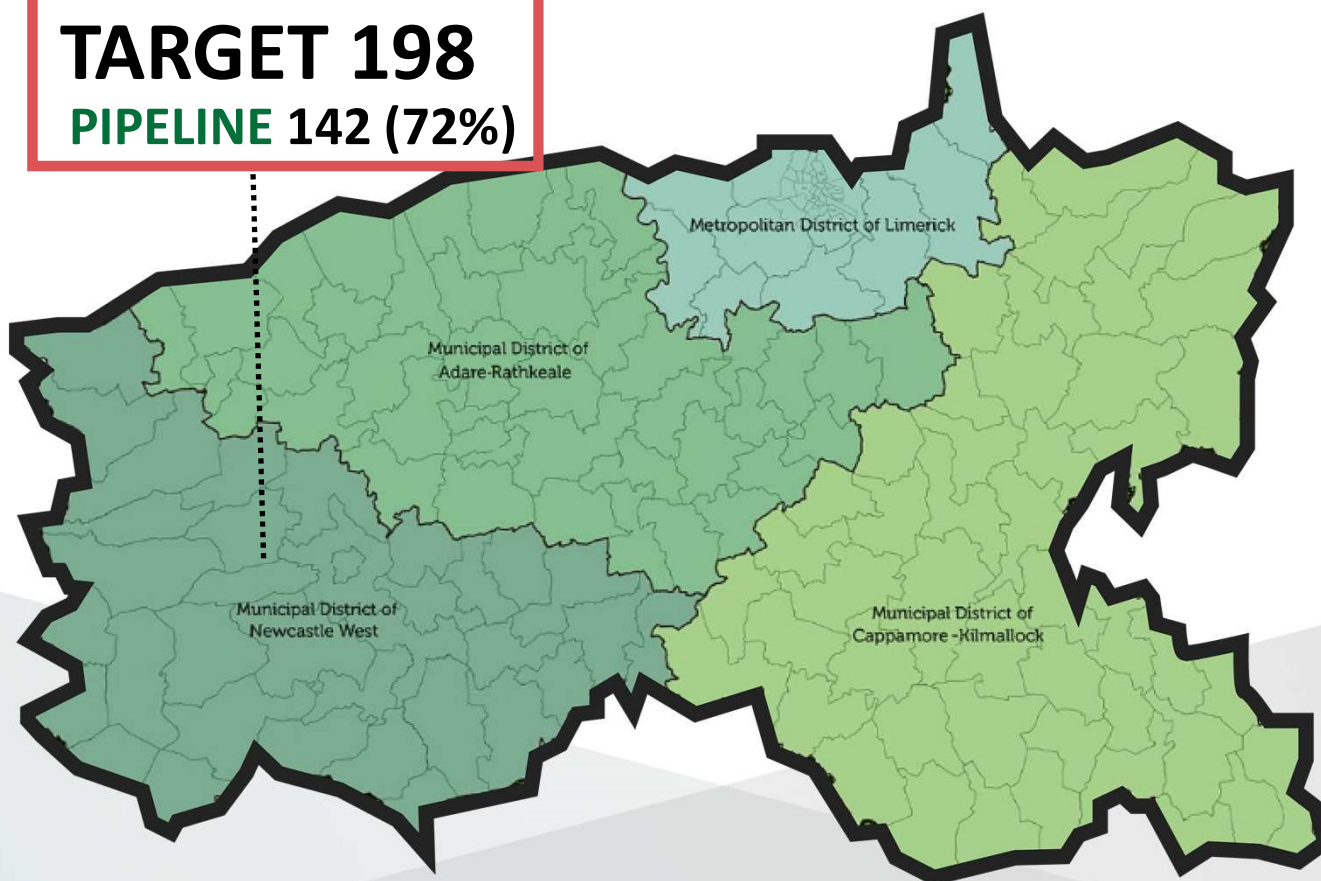 TARGET 198
PIPELINE 142 (72%)
Metropolitan District of Limerick
Municipal District of
Adare-Rathkeale
Municipal District of
Newcastle West
Municipal District of
Cappamore -Kilmallock